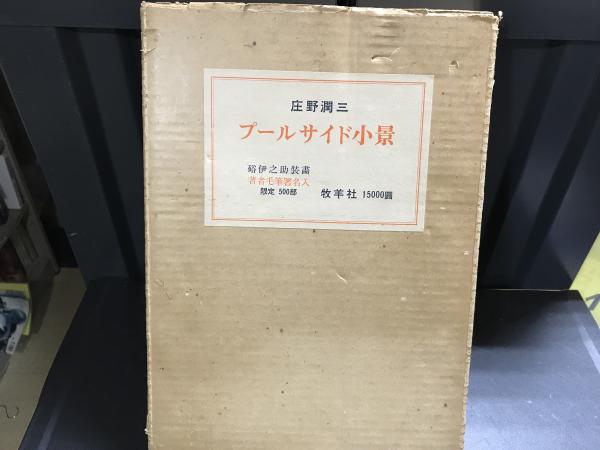 庄野潤三
プールサイド小景
硲伊之助装畵
著者毛筆署名入
限定 500部
牧羊社 15000圓